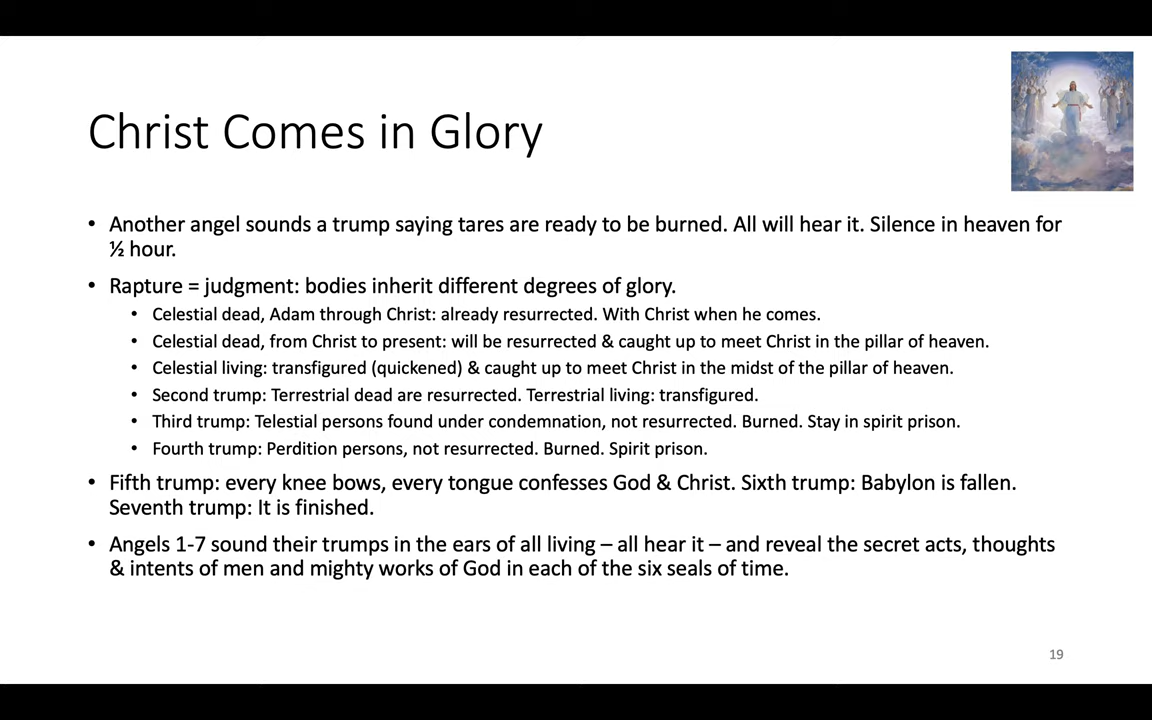 Christ Comes in Glory
• Another angel sounds a trump saying tares are ready to be burned. All will hear it. Silence in heaven for
½ hour.
• Rapture = judgment: bodies inherit different degrees of glory.
• Celestial dead, Adam through Christ: already resurrected. With Christ when he comes.
• Celestial dead, from Christ to present: will be resurrected & caught up to meet Christ in the pillar of heaven.
• Celestial living: transfigured (quickened) & caught up to meet Christ in the midst of the pillar of heaven.
• Second trump: Terrestrial dead are resurrected. Terrestrial living: transfigured.
• Third trump: Telestial persons found under condemnation, not resurrected. Burned. Stay in spirit prison.
• Fourth trump: Perdition persons, not resurrected. Burned. Spirit prison.
• Fifth trump: every knee bows, every tongue confesses God & Christ. Sixth trump: Babylon is fallen.
Seventh trump: It is finished.
• Angels 1-7 sound their trumps in the ears of all living – all hear it – and reveal the secret acts, thoughts
& intents of men and mighty works of God in each of the six seals of time.
19